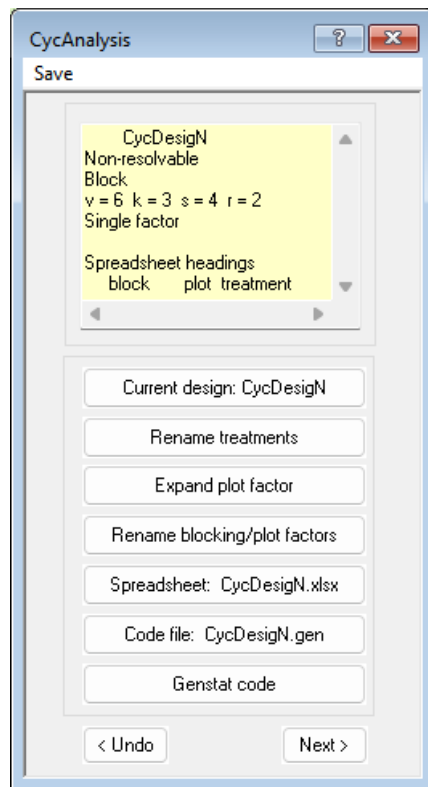 CycAnalysis
Save
CycDesigN
Non-resolvable
Block
v = 6 k = 3 s = 4 r = 2
Single factor
Spreadsheet headings
block plot treatment
Current design: CycDesigN
Rename treatments
Expand plot factor
Rename blocking/plot factors
Spreadsheet: CycDesigN.xlsx
Code file: CycDesigN.gen
Genstat code
< Undo
Next >